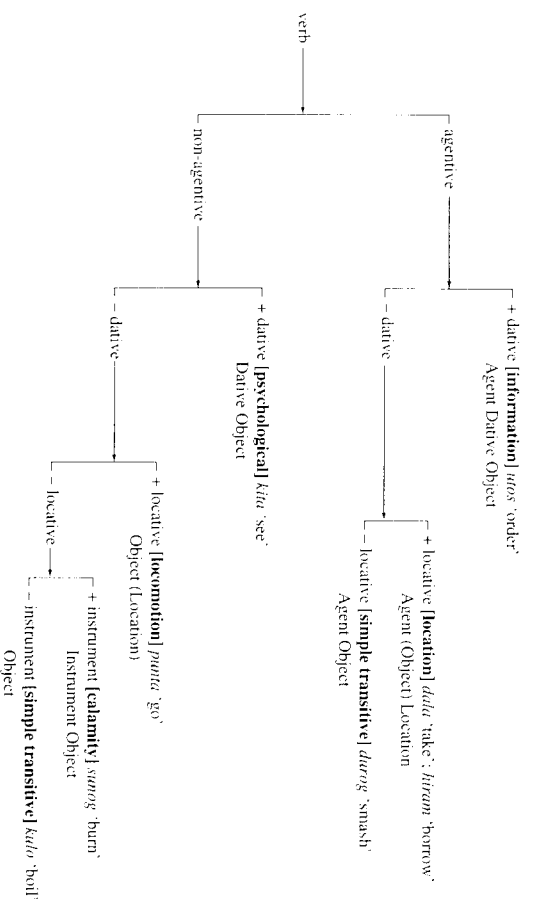 + dative [information] utos 'order'
Agent Dative Object
agentive
+ locative [location] dala 'take'; hiram 'borrow'
Agent (Object) Location
− dative
− locative [simple transitive] durog 'smash'
Agent Object
verb
+ dative [psychological] kita 'see'
Dative Object
non-agentive
+ locative [locomotion] punta 'go'
Object (Location)
− dative
+ instrument [calamity] sunog 'burn'
Instrument Object
− locative
− instrument [simple transitive] kulo 'boil'
Object